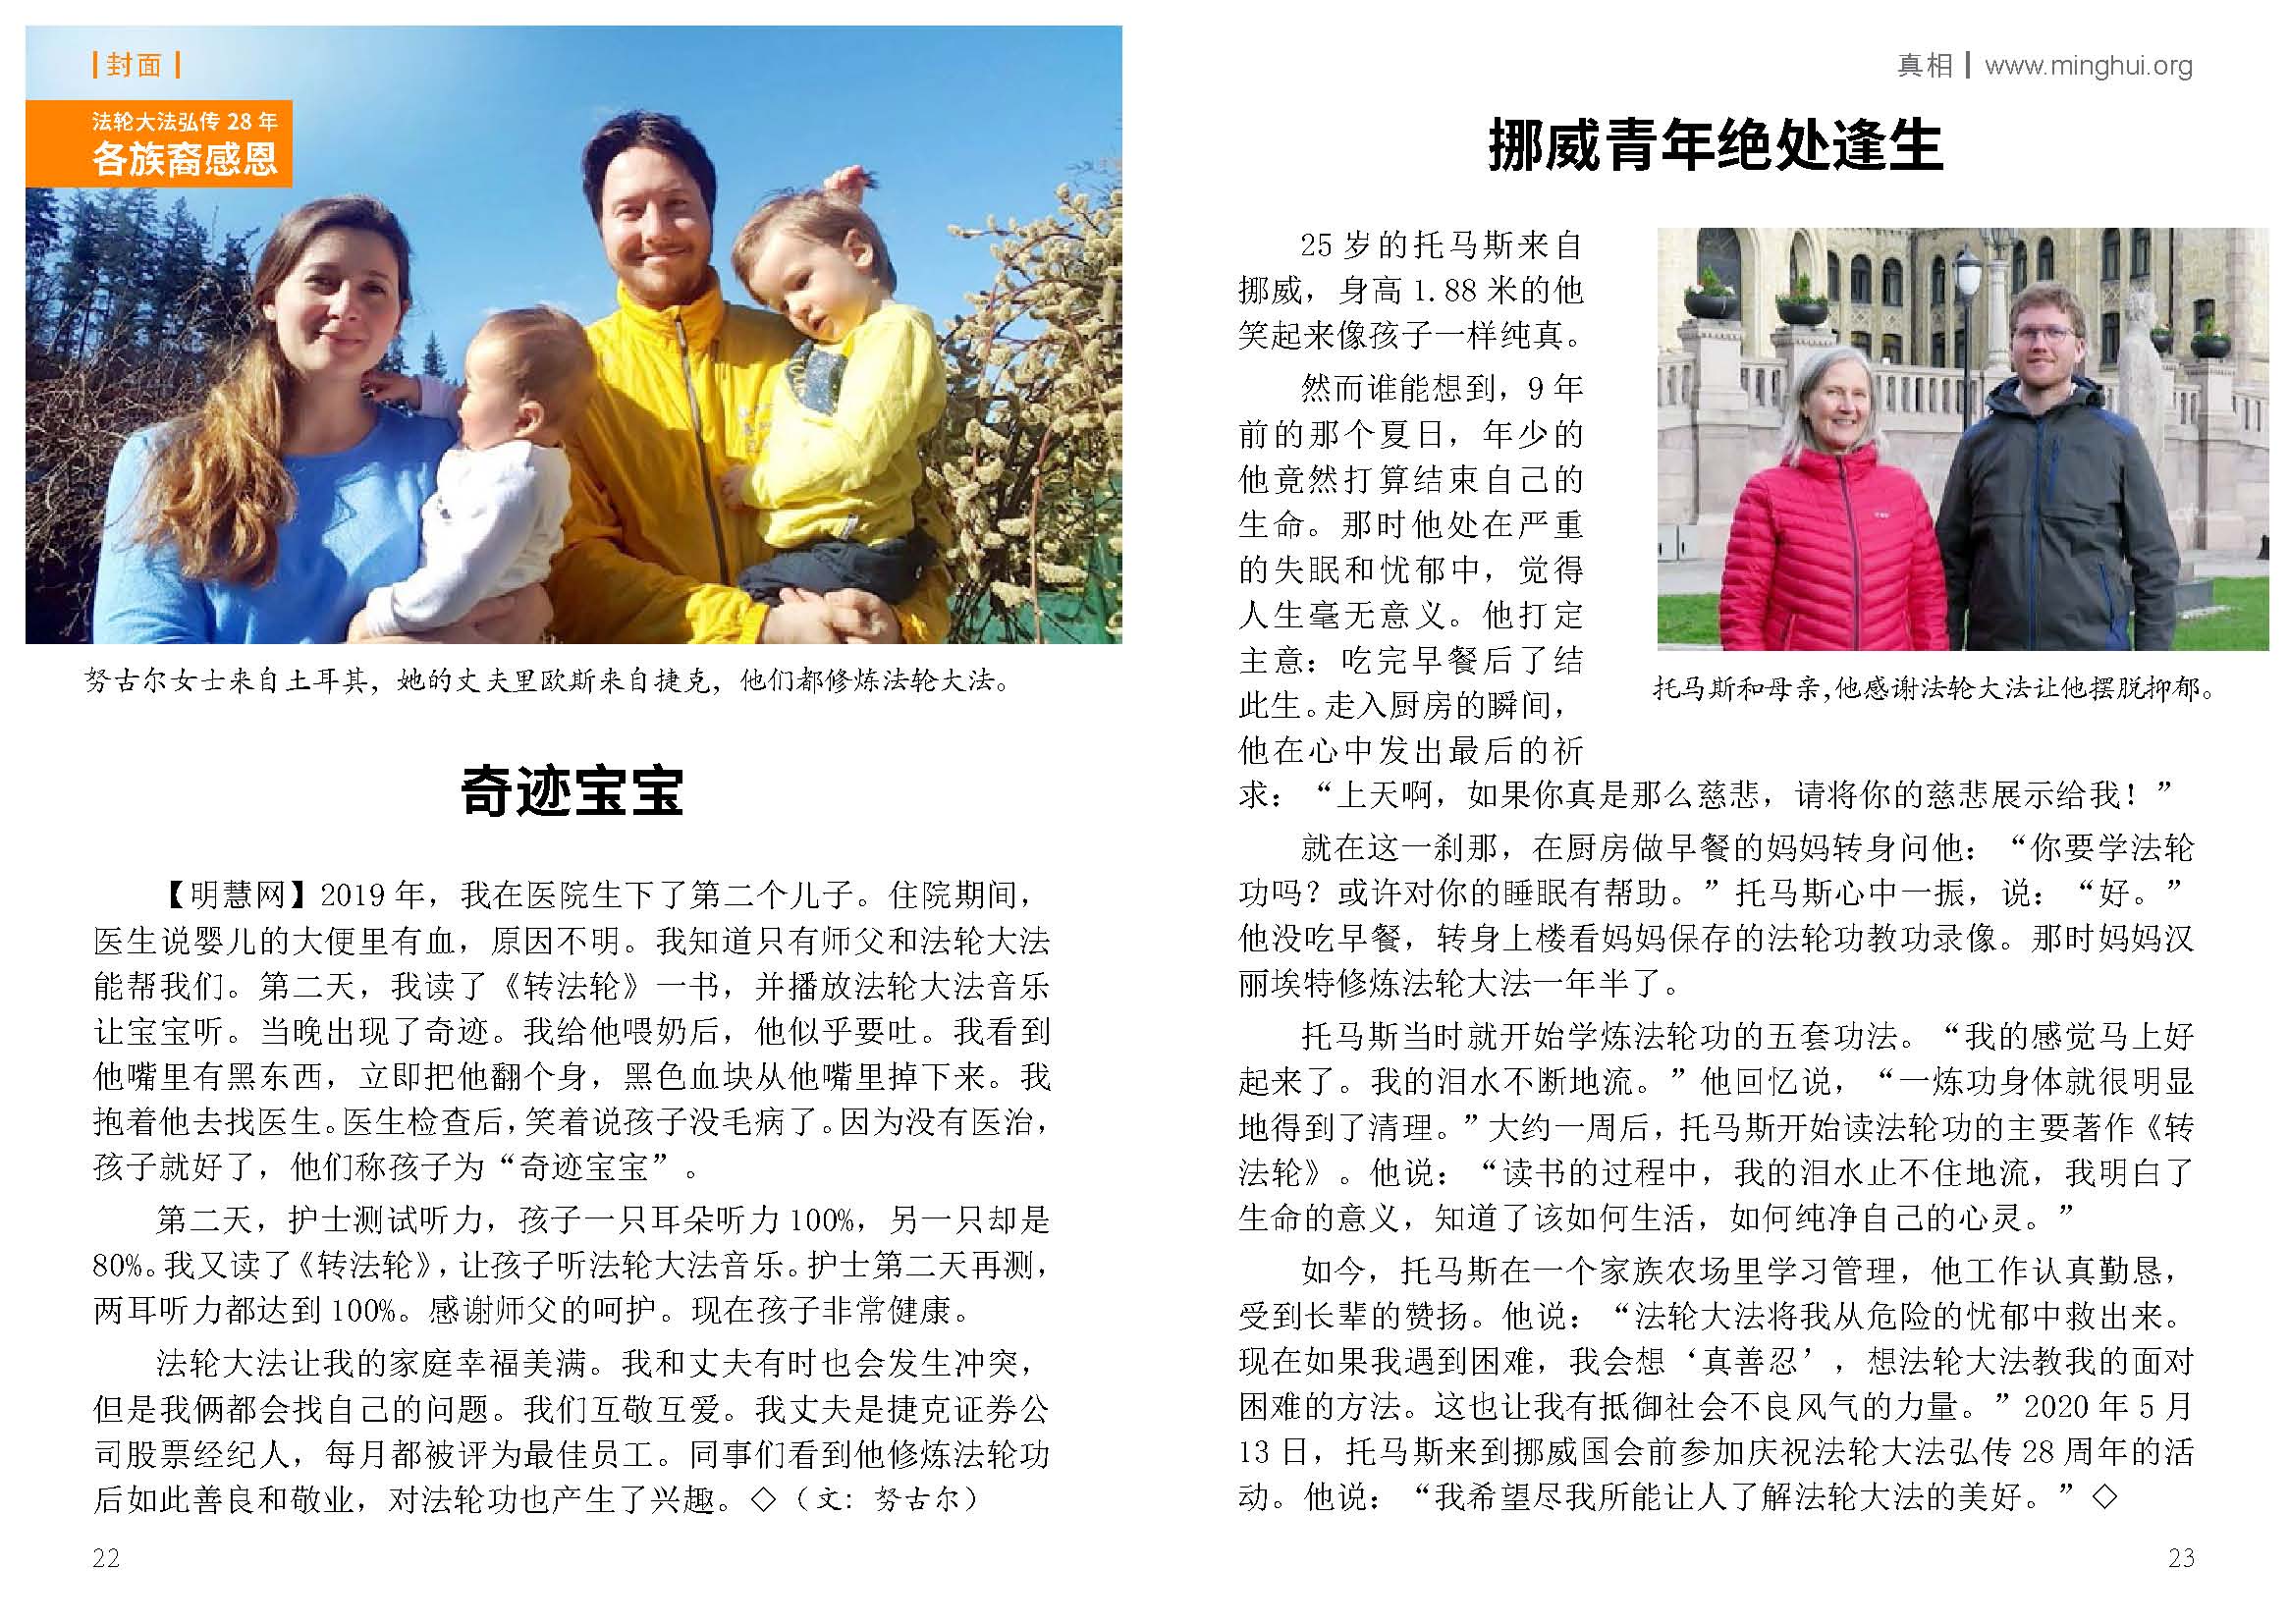 封面
法轮大法弘传 28 年
各族裔感恩
努古尔女士来自土耳其，她的丈夫里欧斯来自捷克，他们都修炼法轮大法。
奇迹宝宝
【明慧网】2019 年，我在医院生下了第二个儿子。住院期间，
医生说婴儿的大便里有血，原因不明。我知道只有师父和法轮大法
能帮我们。第二天，我读了《转法轮》一书，并播放法轮大法音乐
让宝宝听。当晚出现了奇迹。我给他喂奶后，他似乎要吐。我看到
他嘴里有黑东西，立即把他翻个身，黑色血块从他嘴里掉下来。我
抱着他去找医生。医生检查后，笑着说孩子没毛病了。因为没有医治，
孩子就好了，他们称孩子为“奇迹宝宝”。
第二天，护士测试听力，孩子一只耳朵听力 100%，另一只却是
80%。我又读了《转法轮》，让孩子听法轮大法音乐。护士第二天再测，
两耳听力都达到 100%。感谢师父的呵护。现在孩子非常健康。
法轮大法让我的家庭幸福美满。我和丈夫有时也会发生冲突，
但是我俩都会找自己的问题。我们互敬互爱。我丈夫是捷克证券公
司股票经纪人，每月都被评为最佳员工。同事们看到他修炼法轮功
后如此善良和敬业，对法轮功也产生了兴趣。◇（文：努古尔）
22
真相 www.minghui.org
挪威青年绝处逢生
25 岁的托马斯来自
挪威，身高 1.88 米的他
笑起来像孩子一样纯真。
然而谁能想到，9 年
前的那个夏日，年少的
他竟然打算结束自己的
生命。那时他处在严重
的失眠和忧郁中，觉得
人生毫无意义。他打定
主意：吃完早餐后了结
此生。走入厨房的瞬间，
他在心中发出最后的祈
求：“上天啊，如果你真是那么慈悲，请将你的慈悲展示给我！”
托马斯和母亲，他感谢法轮大法让他摆脱抑郁。
就在这一刹那，在厨房做早餐的妈妈转身问他：“你要学法轮
功吗？或许对你的睡眠有帮助。”托马斯心中一振，说：“好。”
他没吃早餐，转身上楼看妈妈保存的法轮功教功录像。那时妈妈汉
丽埃特修炼法轮大法一年半了。
托马斯当时就开始学炼法轮功的五套功法。“我的感觉马上好
起来了。我的泪水不断地流。”他回忆说，“一炼功身体就很明显
地得到了清理。”大约一周后，托马斯开始读法轮功的主要著作《转
法轮》。他说：“读书的过程中，我的泪水止不住地流，我明白了
生命的意义，知道了该如何生活，如何纯净自己的心灵。”
如今，托马斯在一个家族农场里学习管理，他工作认真勤恳，
受到长辈的赞扬。他说：“法轮大法将我从危险的忧郁中救出来。
现在如果我遇到困难，我会想‘真善忍’，想法轮大法教我的面对
困难的方法。这也让我有抵御社会不良风气的力量。”2020 年 5 月
13 日，托马斯来到挪威国会前参加庆祝法轮大法弘传 28 周年的活
动。他说：“我希望尽我所能让人了解法轮大法的美好。”◇
23